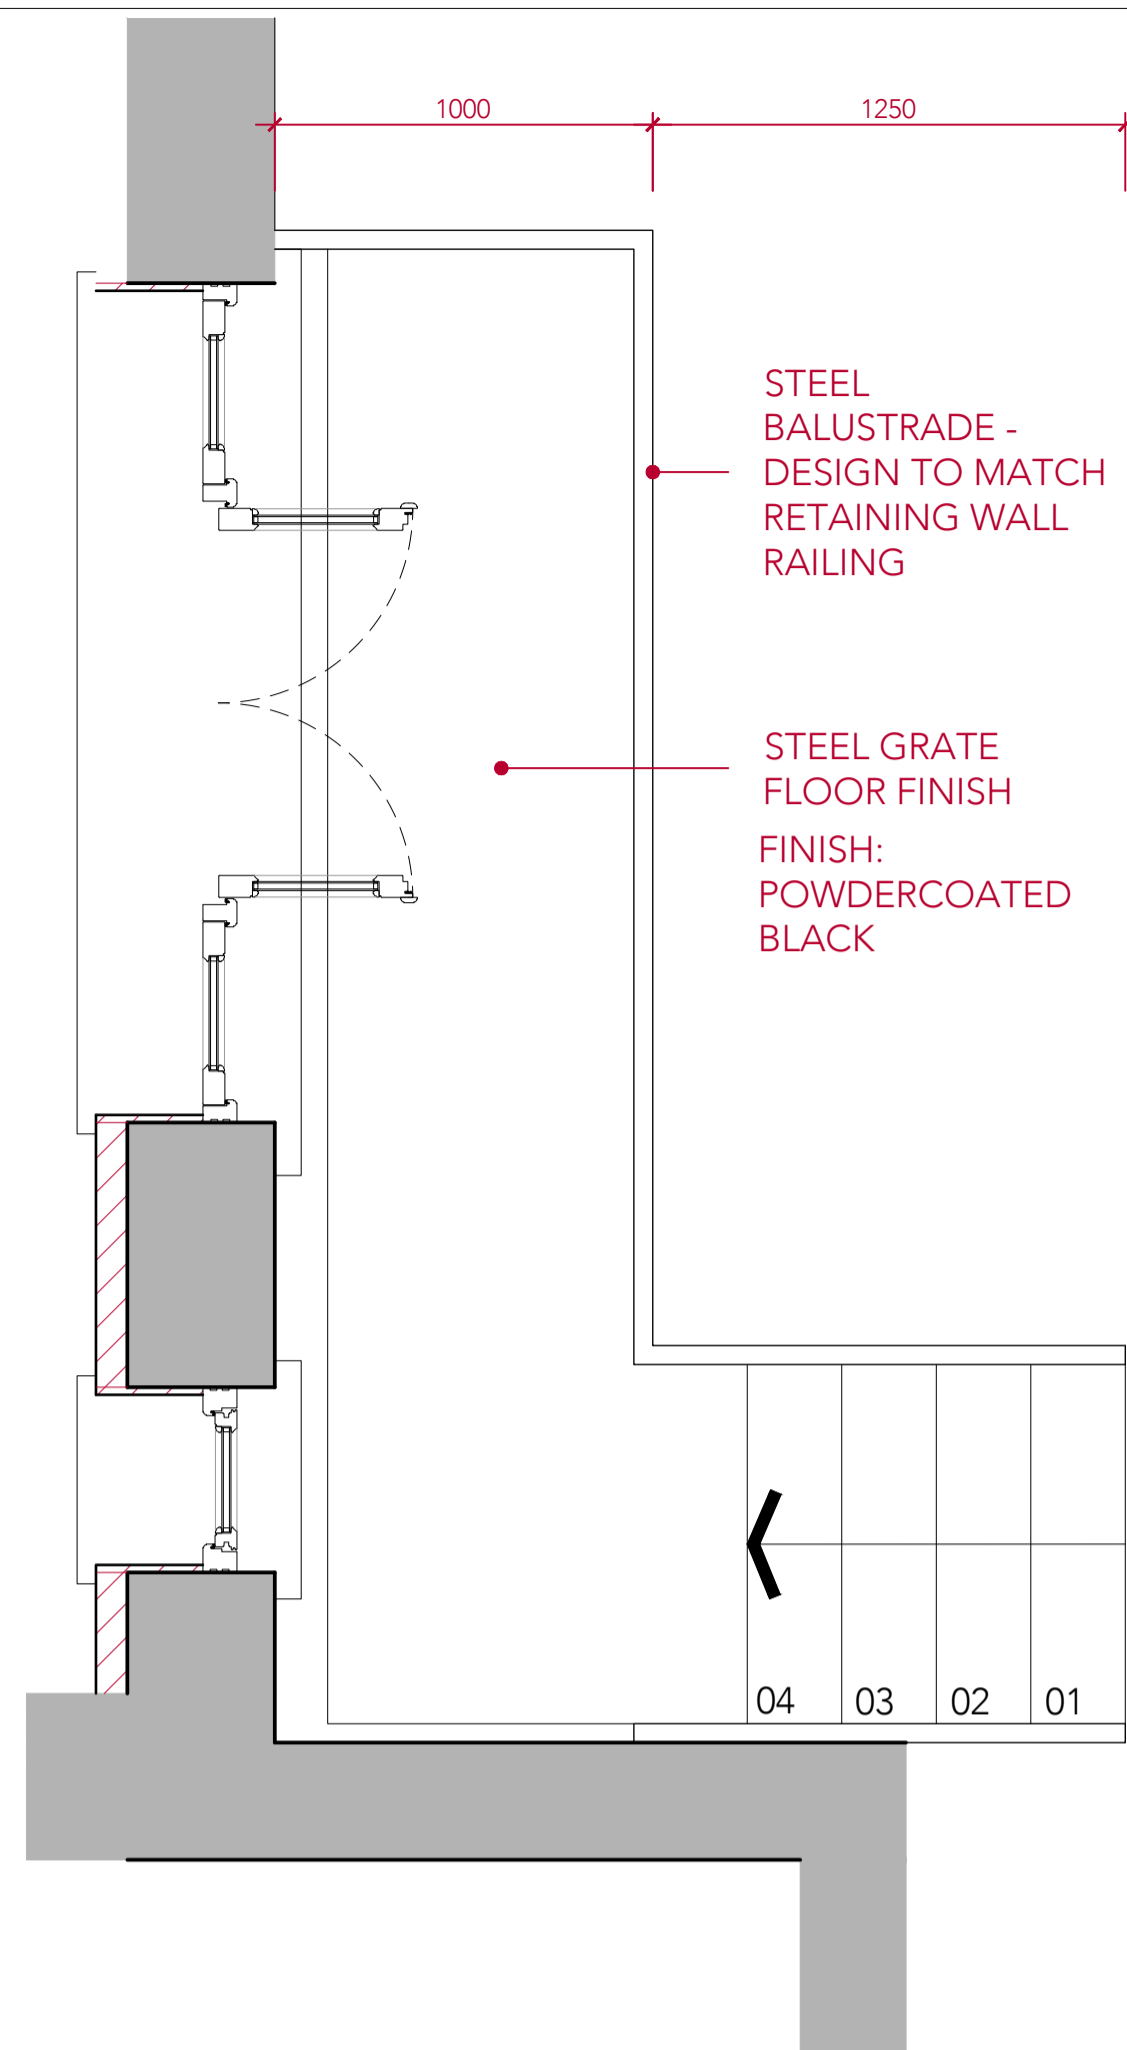 1000
1250
STEEL
BALUSTRADE -
DESIGN TO MATCH
RETAINING WALL
RAILING
STEEL GRATE
FLOOR FINISH
FINISH:
POWDERCOATED
BLACK
04
03
02
01